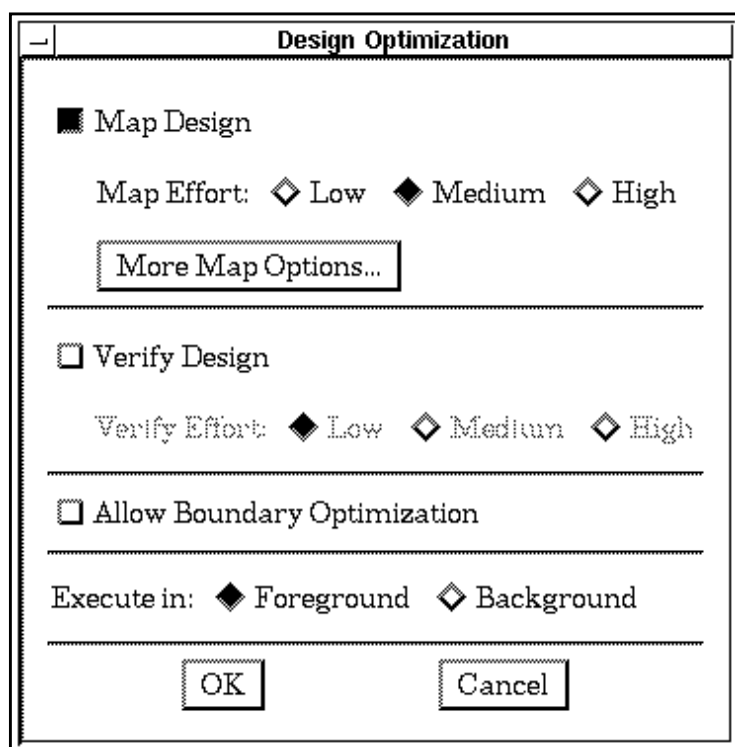 Design Optimization
Map Design
Map Effort: Low Medium High
More Map Options...
Verify Design
Verify Effort: Low Medium High
Allow Boundary Optimization
Execute in: Foreground Background
OK Cancel